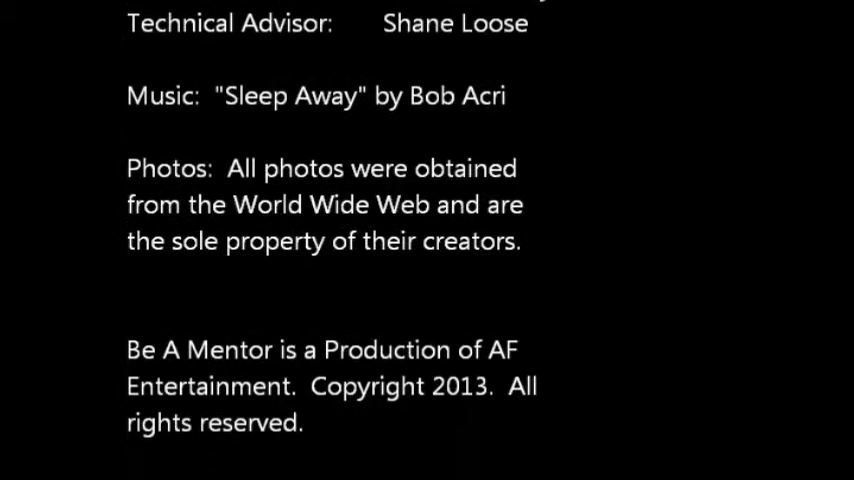 Technical Advisor: Shane Loose
Music: "Sleep Away" by Bob Acri
Photos: All photos were obtained
from the World Wide Web and are
the sole property of their creators.
Be A Mentor is a Production of AF
Entertainment. Copyright 2013. All
rights reserved.